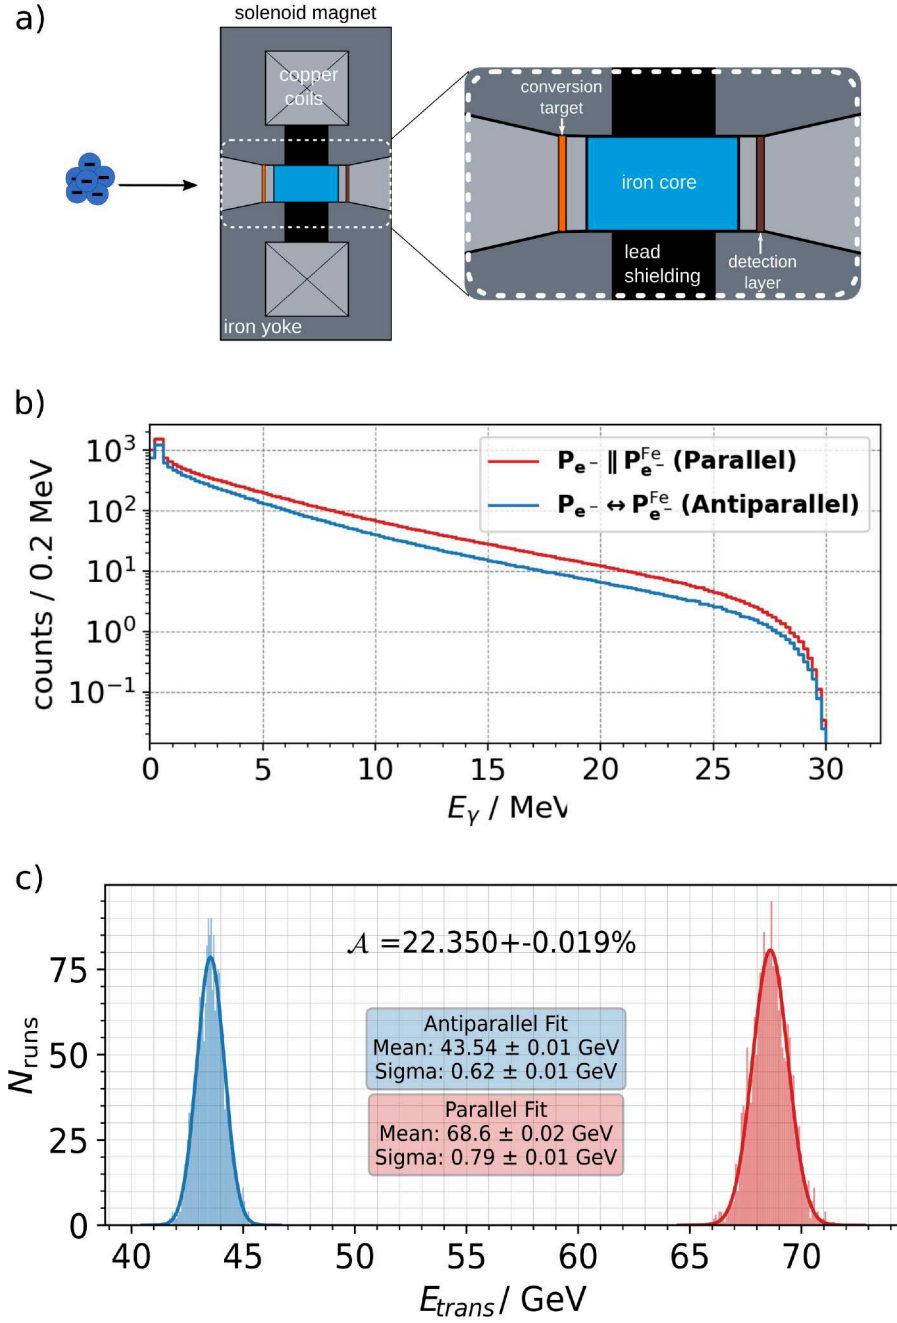 a)
solenoid magnet
copper
coils
iron yoke
conversion
target
iron core
lead
shielding
detection
layer
b)
counts / 0.2 MeV
10³
10²
10¹
10⁰
10⁻¹
P_e⁻ ∥ P_e⁻^Fe (Parallel)
P_e⁻ ↔ P_e⁻^Fe (Antiparallel)
0 5 10 15 20 25 30
E_γ / MeV
c)
N_runs
75
50
25
0
𝒜 =22.350+-0.019%
Antiparallel Fit
Mean: 43.54 ± 0.01 GeV
Sigma: 0.62 ± 0.01 GeV
Parallel Fit
Mean: 68.6 ± 0.02 GeV
Sigma: 0.79 ± 0.01 GeV
40 45 50 55 60 65 70
E_trans / GeV